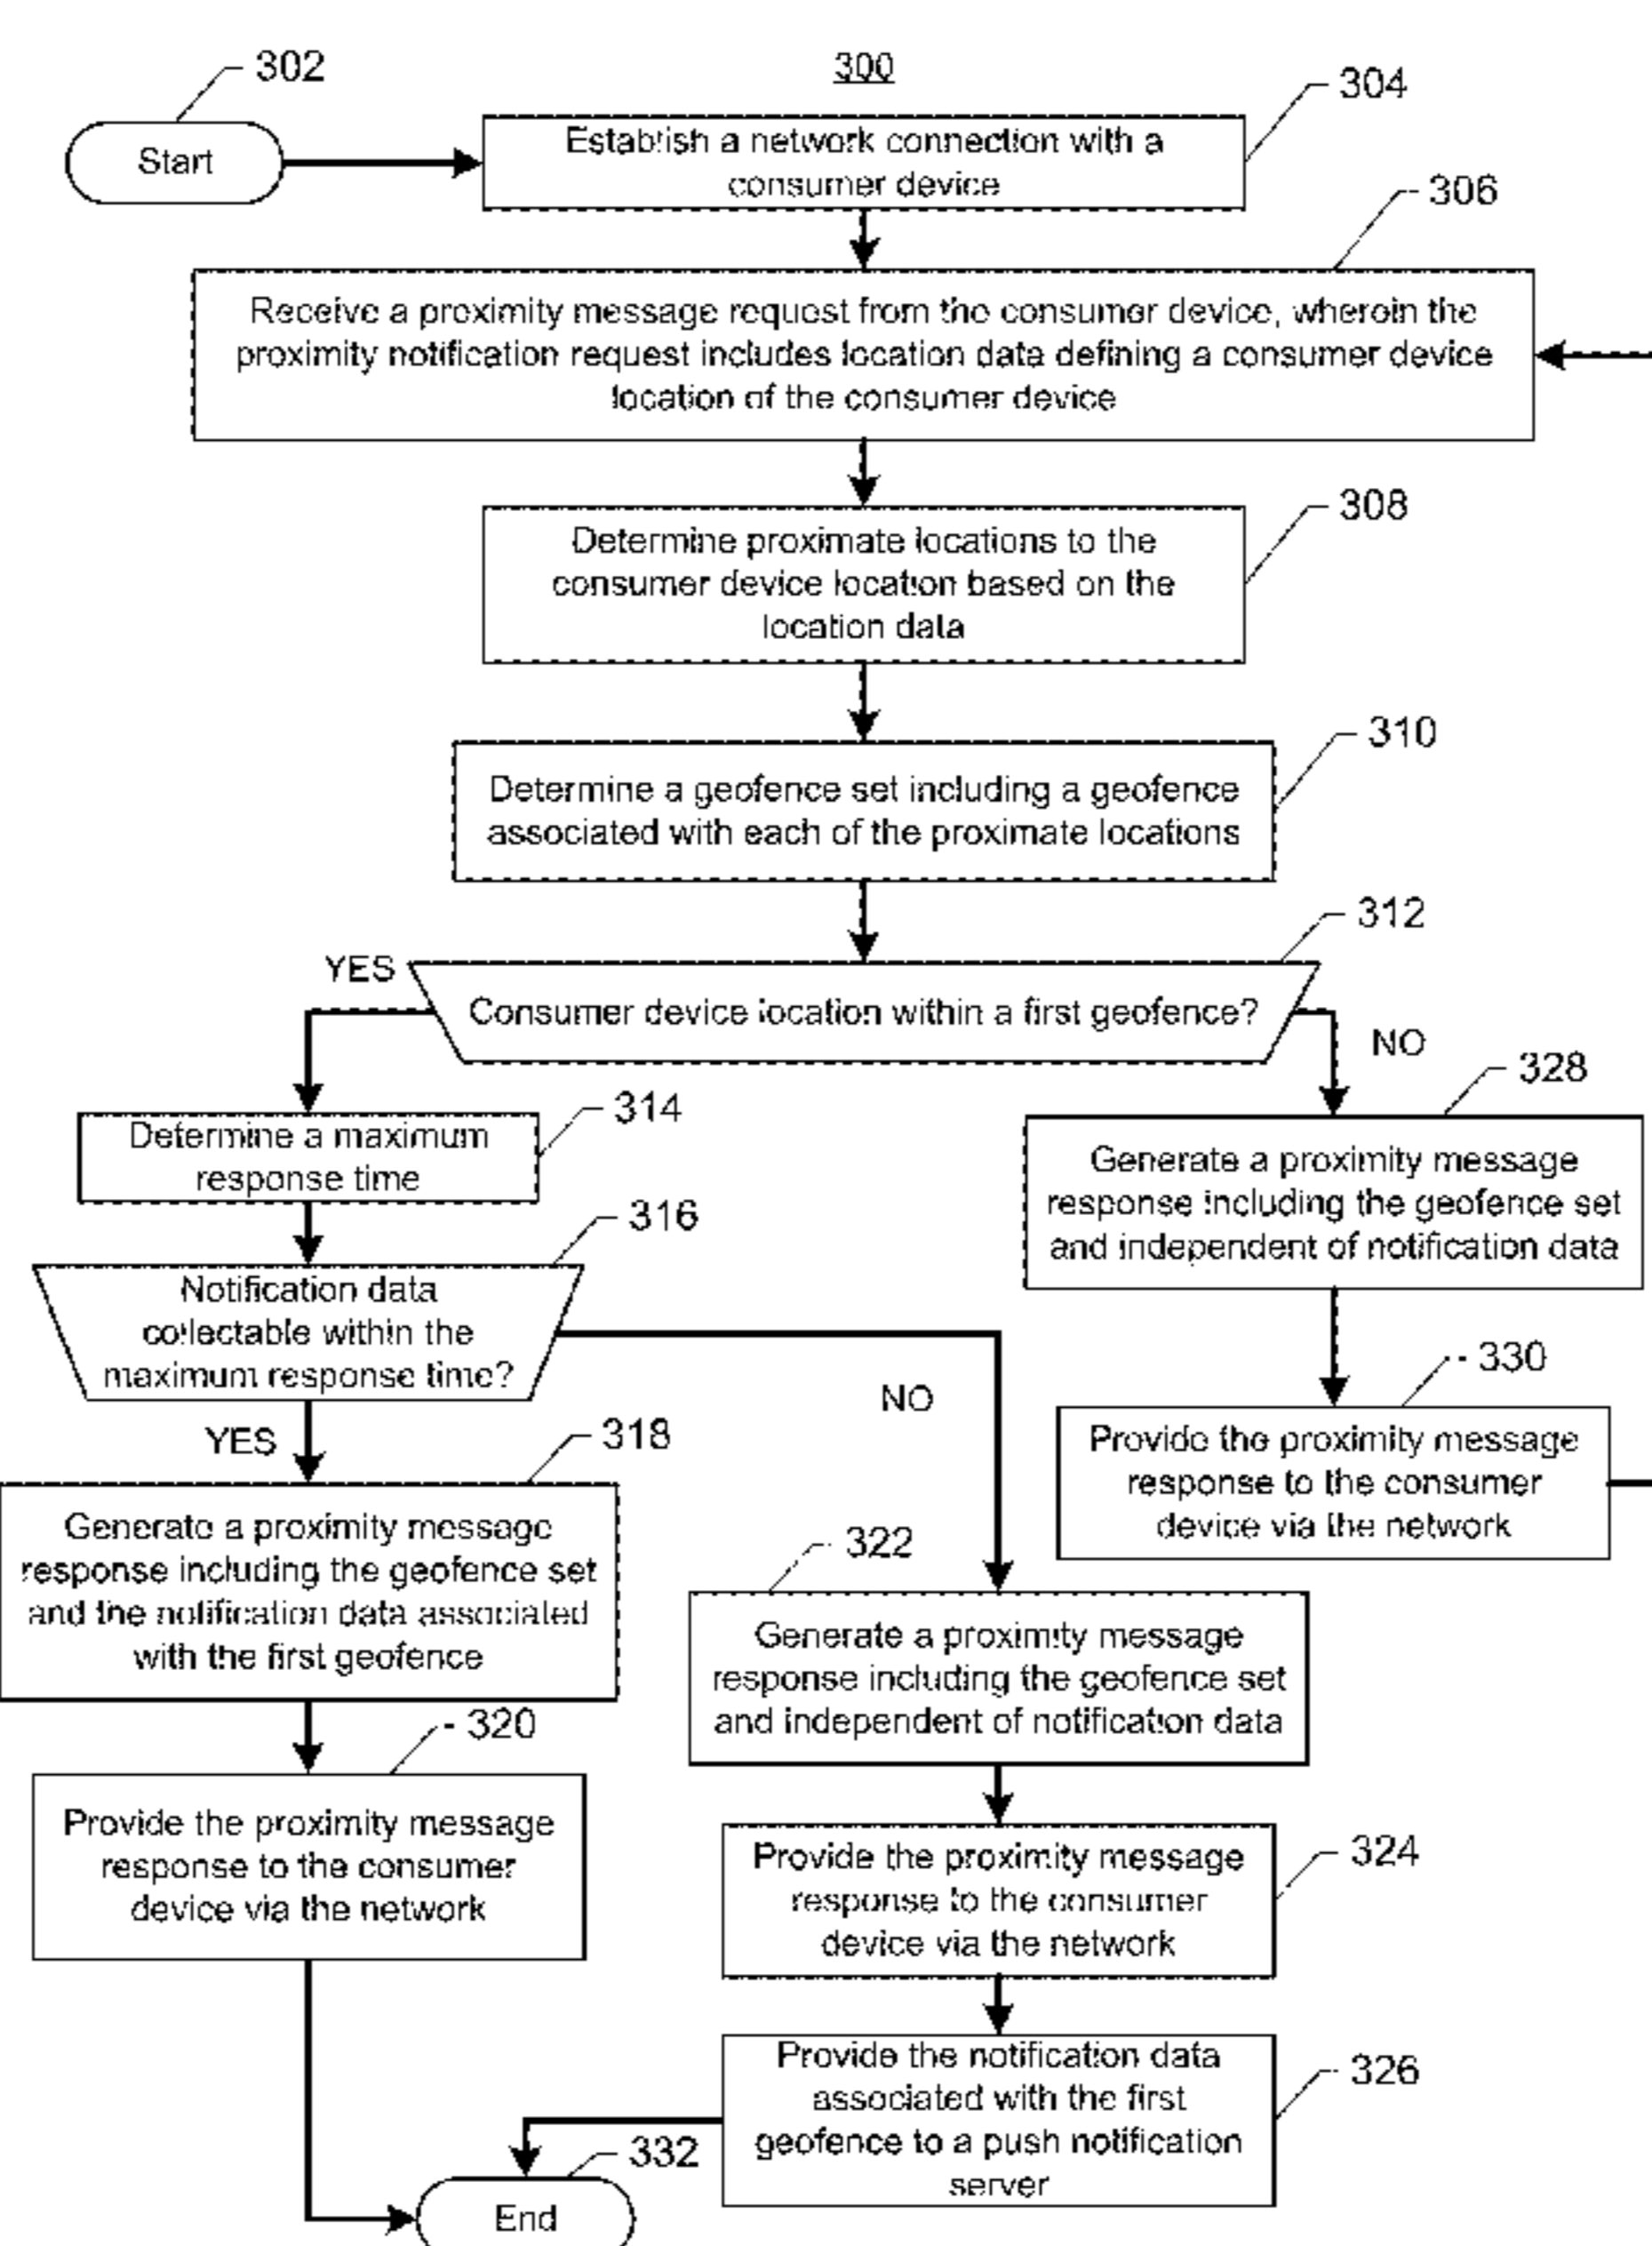 302
300
304
Start
Establish a network connection with a
consumer device
306
Receive a proximity message request from the consumer device, wherein the
proximity notification request includes location data defining a consumer device
location of the consumer device
308
Determine proximate locations to the
consumer device location based on the
location data
310
Determine a geofence set including a geofence
associated with each of the proximate locations
312
YES
Consumer device location within a first geofence?
NO
328
314
Determine a maximum
response time
Generate a proximity message
response including the geofence set
and independent of notification data
316
Notification data
collectable within the
maximum response time?
330
NO
YES
Provide the proximity message
response to the consumer
device via the network
318
Generate a proximity message
response including the geofence set
and the notification data associated
with the first geofence
322
Generate a proximity message
response including the geofence set
and independent of notification data
320
Provide the proximity message
response to the consumer
device via the network
324
Provide the proximity message
response to the consumer
device via the network
326
Provide the notification data
associated with the first
geofence to a push notification
server
332
End